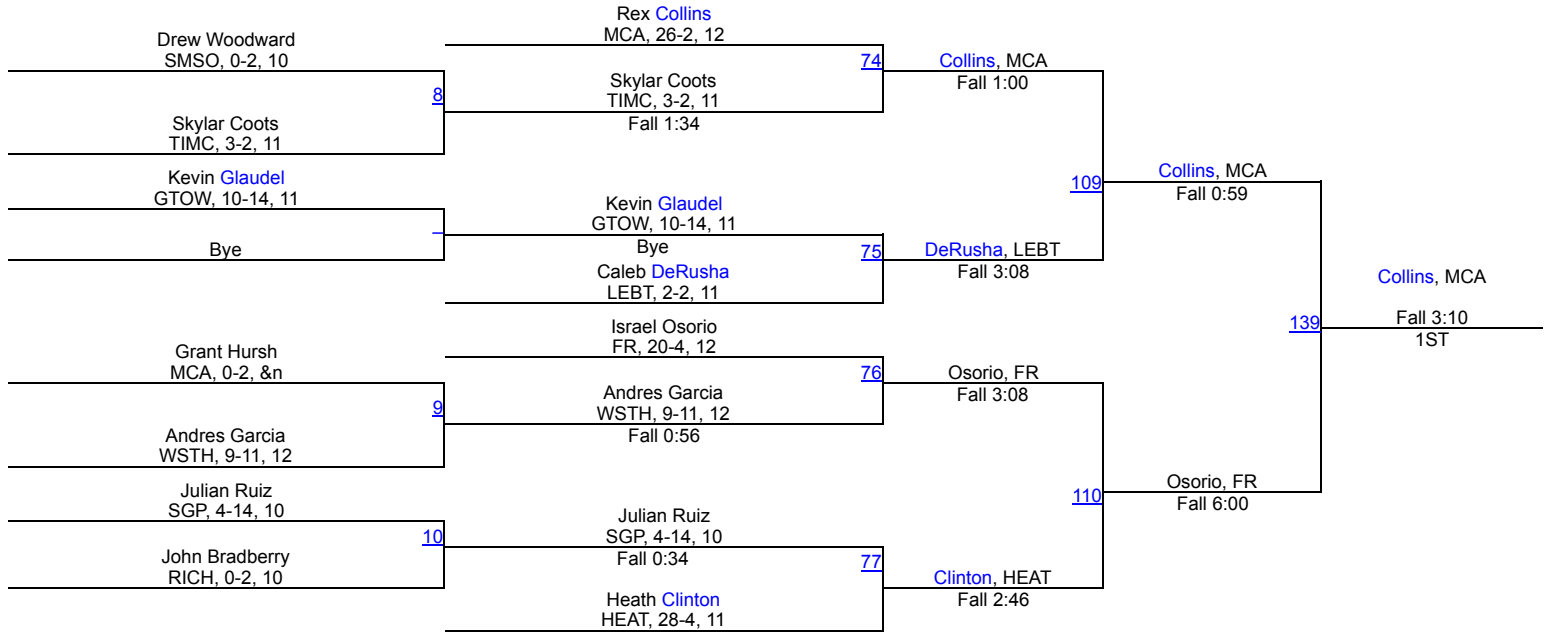 Drew Woodward
SMSO, 0-2, 10
8
Skylar Coots
TIMC, 3-2, 11
Kevin Glaudel
GTOW, 10-14, 11
_
Bye
Grant Hursh
MCA, 0-2, &n
9
Andres Garcia
WSTH, 9-11, 12
Julian Ruiz
SGP, 4-14, 10
10
John Bradberry
RICH, 0-2, 10
Rex Collins
MCA, 26-2, 12
74
Skylar Coots
TIMC, 3-2, 11
Fall 1:34
Kevin Glaudel
GTOW, 10-14, 11
Bye
75
Caleb DeRusha
LEBT, 2-2, 11
Israel Osorio
FR, 20-4, 12
76
Andres Garcia
WSTH, 9-11, 12
Fall 0:56
Julian Ruiz
SGP, 4-14, 10
Fall 0:34
77
Heath Clinton
HEAT, 28-4, 11
Collins, MCA
Fall 1:00
109
DeRusha, LEBT
Fall 3:08
Osorio, FR
Fall 3:08
110
Clinton, HEAT
Fall 2:46
Collins, MCA
Fall 0:59
139
Osorio, FR
Fall 6:00
Collins, MCA
Fall 3:10
1ST